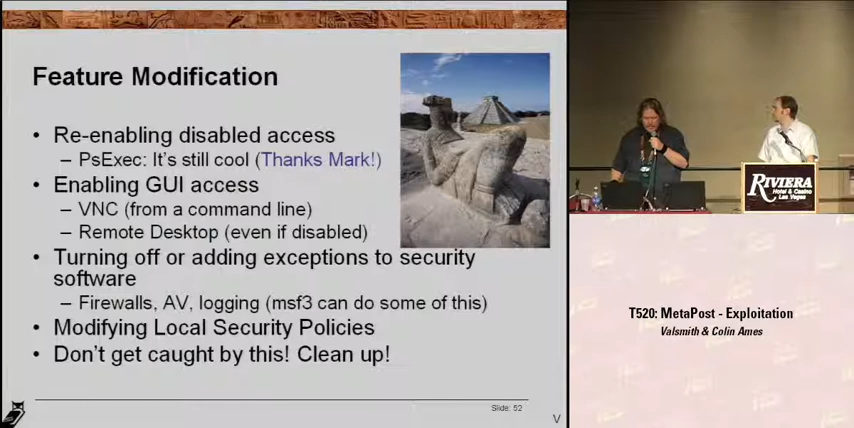 Feature Modification
• Re-enabling disabled access
– PsExec: It's still cool (Thanks Mark!)
• Enabling GUI access
– VNC (from a command line)
– Remote Desktop (even if disabled)
• Turning off or adding exceptions to security
software
– Firewalls, AV, logging (msf3 can do some of this)
• Modifying Local Security Policies
• Don't get caught by this! Clean up!
Slide: 52
V
RIVIERA
Hotel & Casino
Las Vegas
T520: MetaPost - Exploitation
Valsmith & Colin Ames